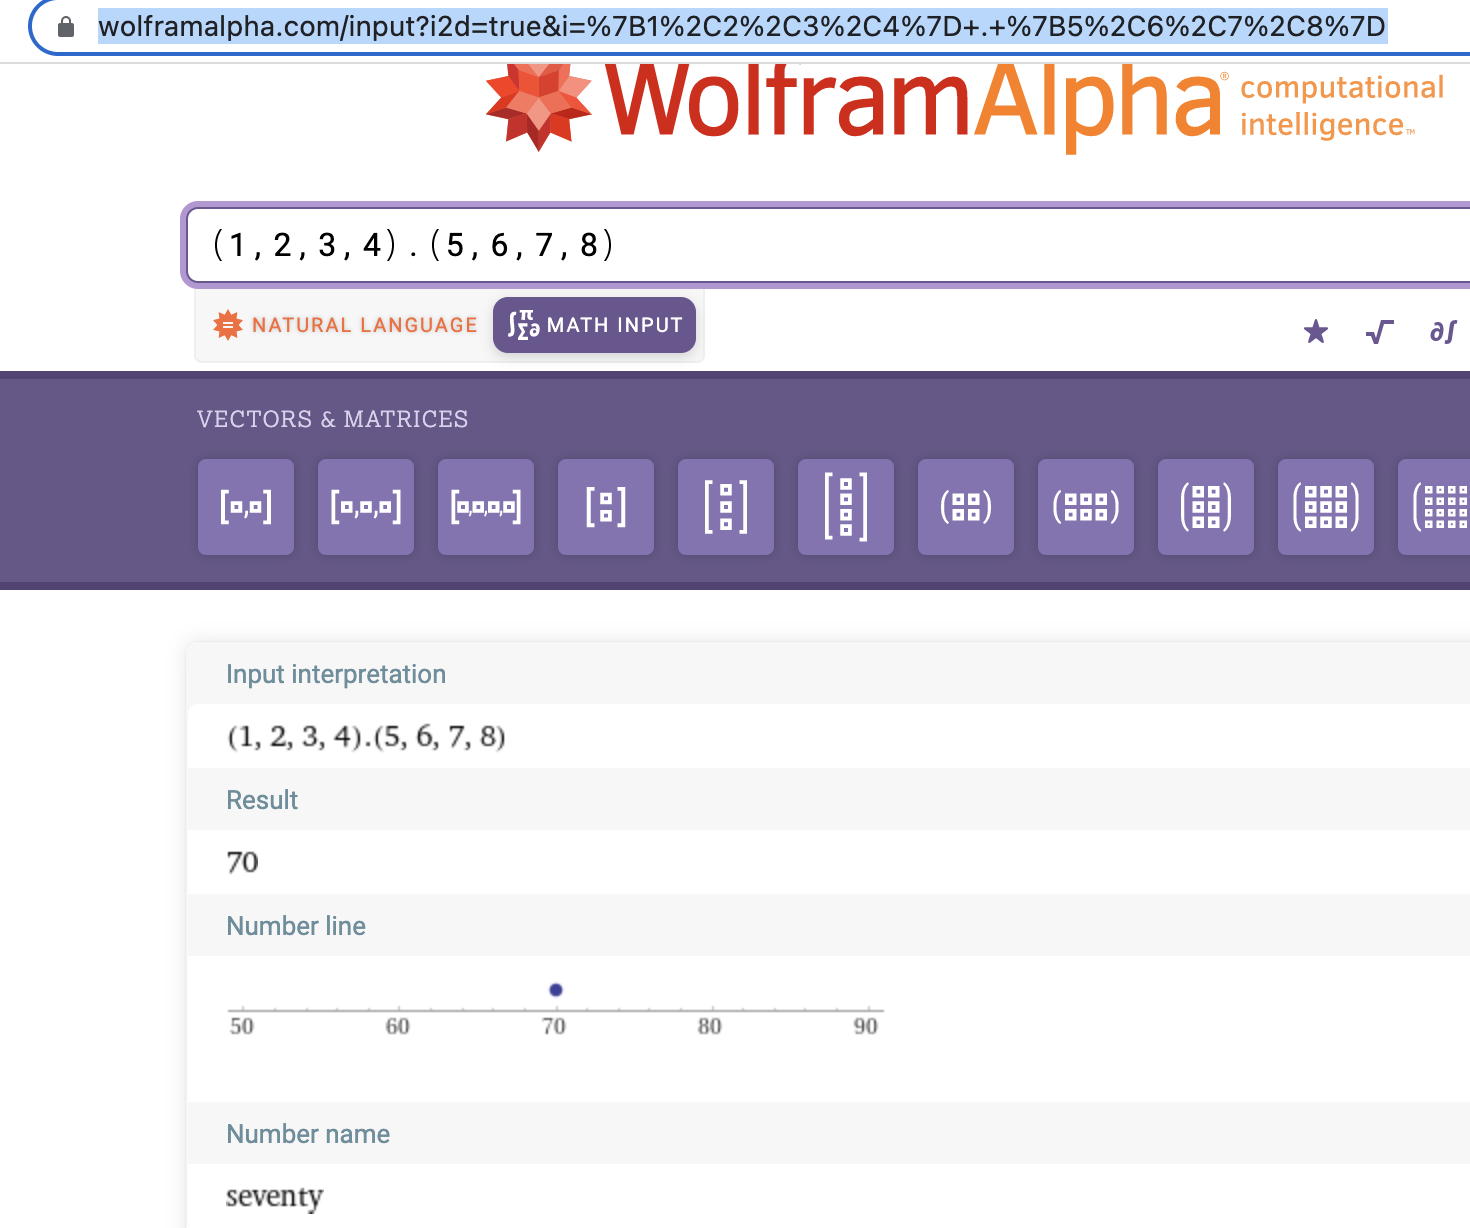 wolframalpha.com/input?i2d=true&i=%7B1%2C2%2C3%2C4%7D+.+%7B5%2C6%2C7%2C8%7D
WolframAlpha® computational
intelligence™
(1,2,3,4).(5,6,7,8)
NATURAL LANGUAGE
∫π∑∂ MATH INPUT
√ ∂∫
VECTORS & MATRICES
Input interpretation
(1, 2, 3, 4).(5, 6, 7, 8)
Result
70
Number line
50 60 70 80 90
Number name
seventy